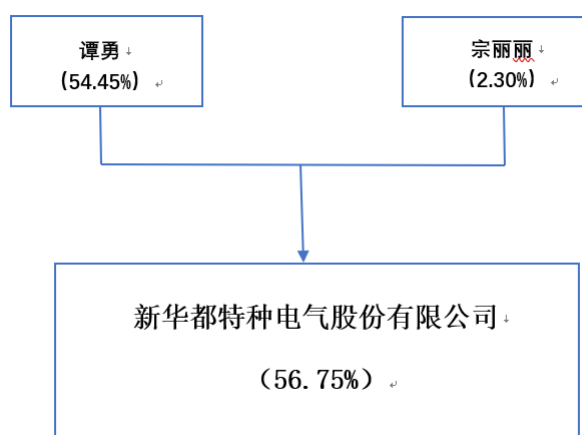 谭勇
（54.45%）
宗丽丽
（2.30%）
新华都特种电气股份有限公司
（56.75%）